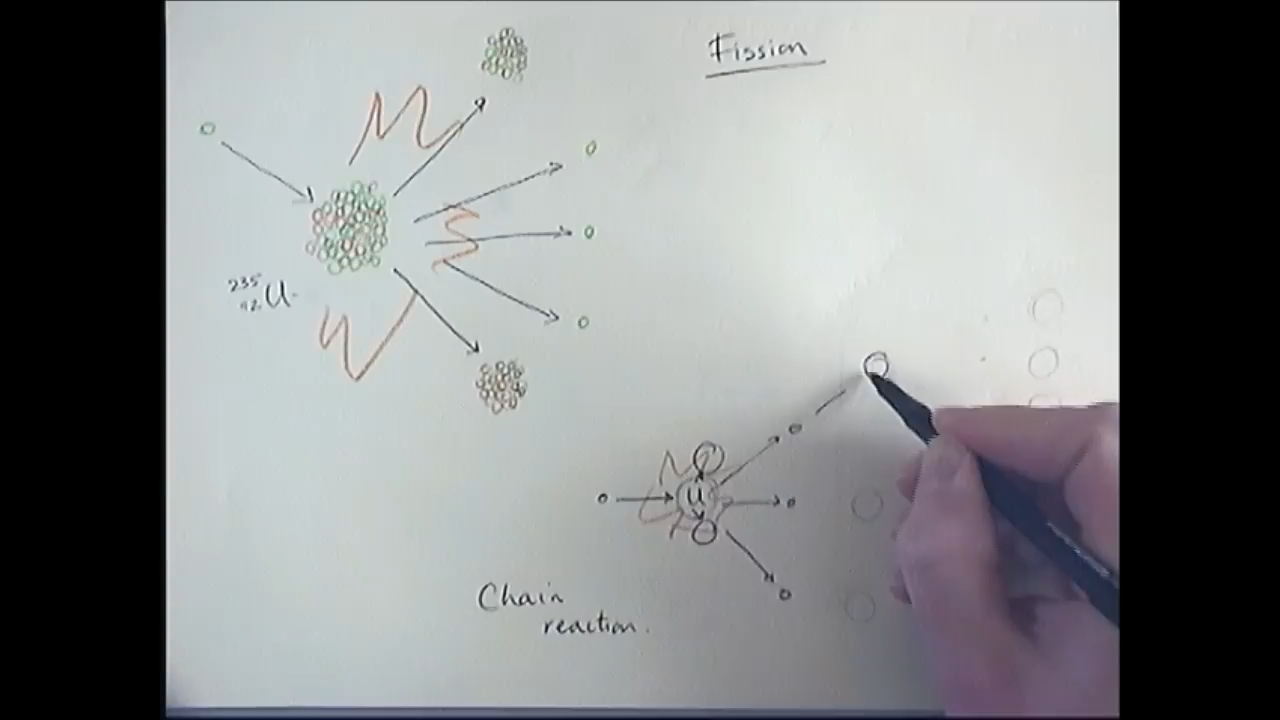 Fission
235
92 U
U
Chain
reaction.